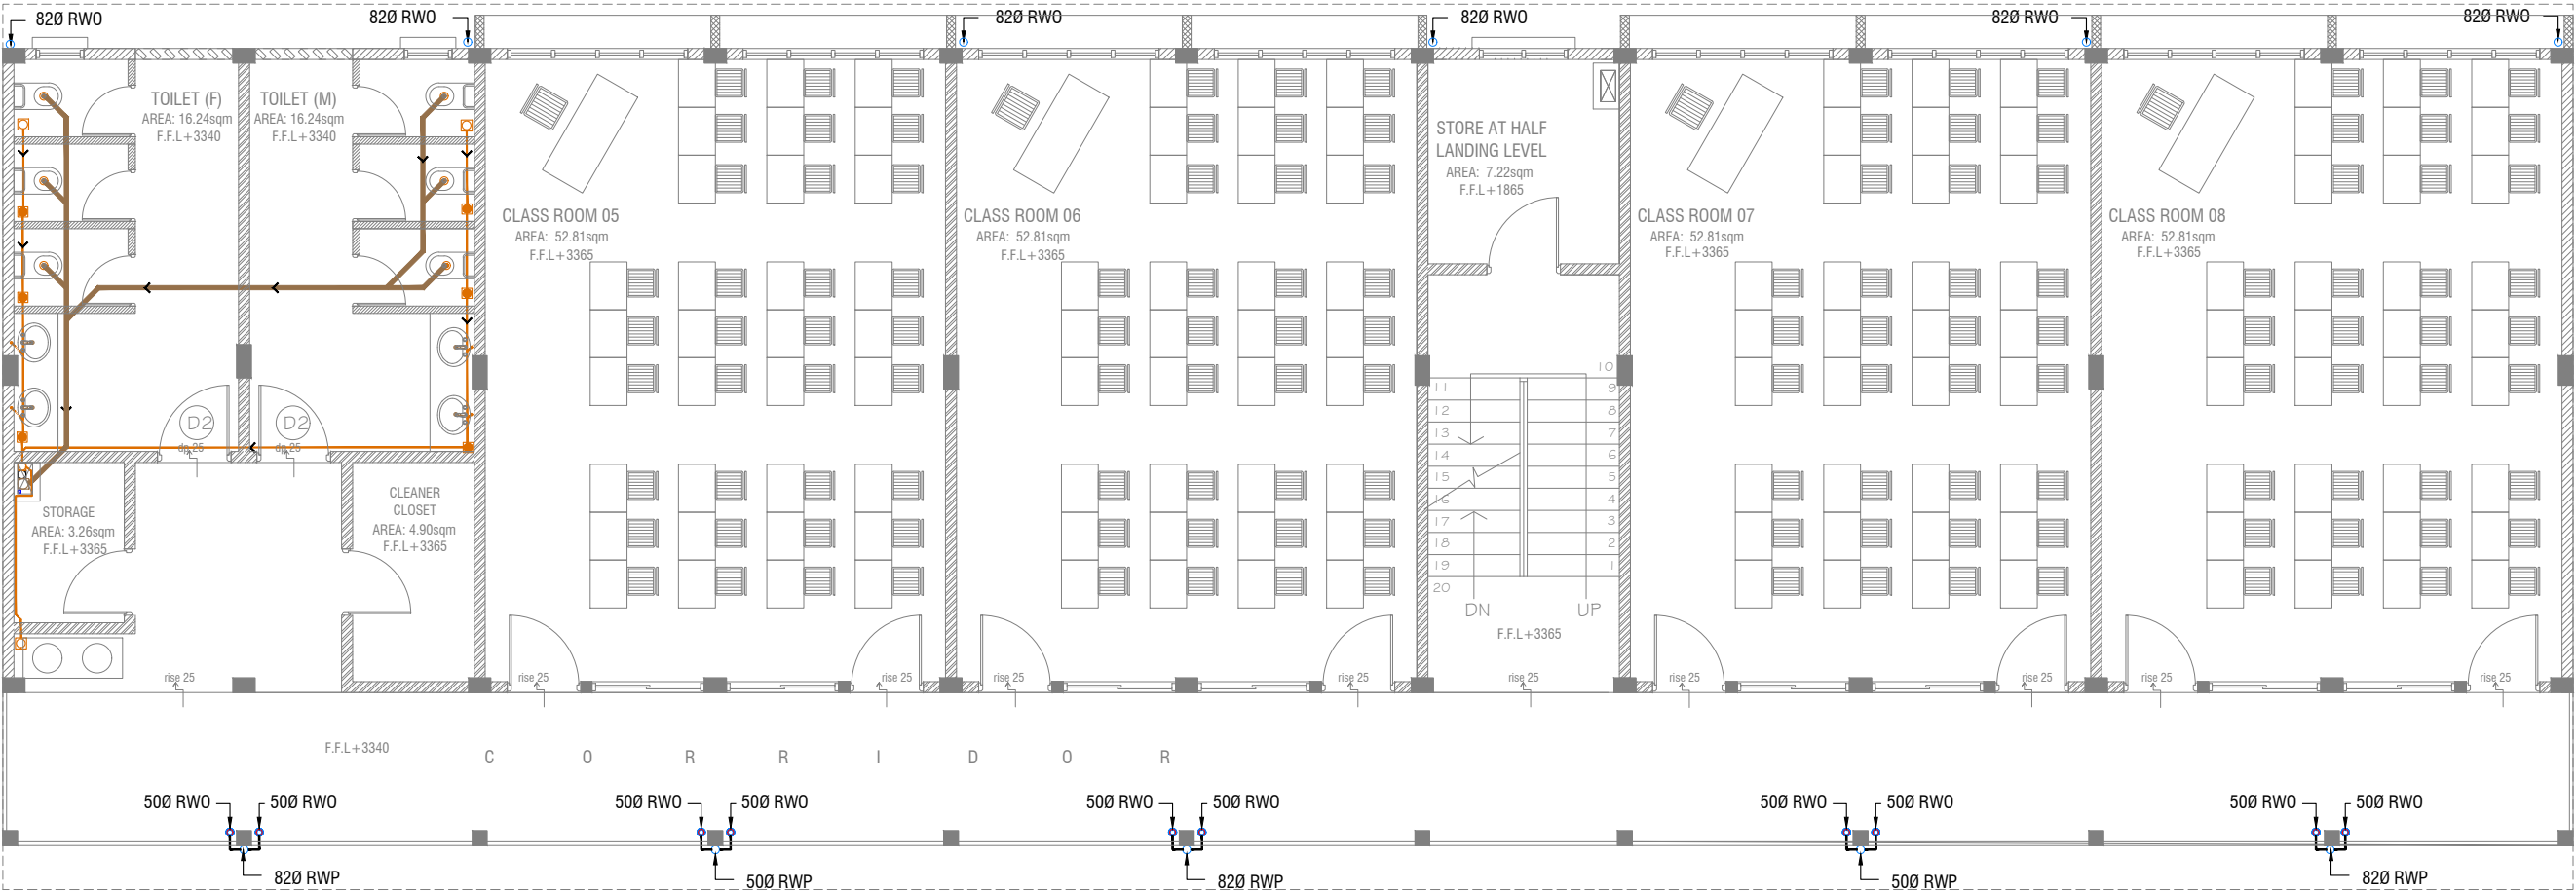 82Ø RWO
82Ø RWO
82Ø RWO
82Ø RWO
82Ø RWO
82Ø RWO
TOILET (F)
AREA: 16.24sqm
F.F.L+3340
TOILET (M)
AREA: 16.24sqm
F.F.L+3340
STORE AT HALF
LANDING LEVEL
AREA: 7.22sqm
F.F.L+1865
CLASS ROOM 05
AREA: 52.81sqm
F.F.L+3365
CLASS ROOM 06
AREA: 52.81sqm
F.F.L+3365
CLASS ROOM 07
AREA: 52.81sqm
F.F.L+3365
CLASS ROOM 08
AREA: 52.81sqm
F.F.L+3365
10
11
9
12
8
13
7
14
6
15
5
16
4
17
3
18
2
19
1
20
DN
UP
F.F.L+3365
D2
D2
dp 25
dp 25
STORAGE
AREA: 3.26sqm
F.F.L+3365
CLEANER
CLOSET
AREA: 4.90sqm
F.F.L+3365
rise 25
rise 25
rise 25
rise 25
rise 25
rise 25
rise 25
rise 25
rise 25
rise 25
F.F.L+3340
C O R R I D O R
50Ø RWO
50Ø RWO
50Ø RWO
50Ø RWO
50Ø RWO
50Ø RWO
50Ø RWO
50Ø RWO
50Ø RWO
50Ø RWO
82Ø RWP
50Ø RWP
82Ø RWP
50Ø RWP
82Ø RWP